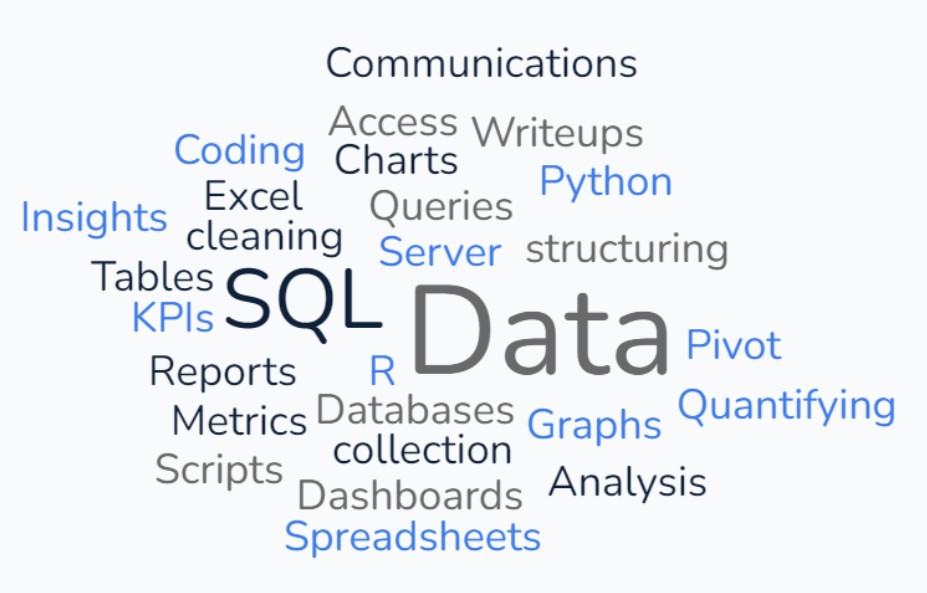 Communications
Access
Writeups
Coding
Charts
Python
Excel
Queries
Insights
cleaning
Server
structuring
Tables
SQL
Data
KPIs
Pivot
Reports
R
Quantifying
Metrics
Databases
Graphs
collection
Scripts
Analysis
Dashboards
Spreadsheets